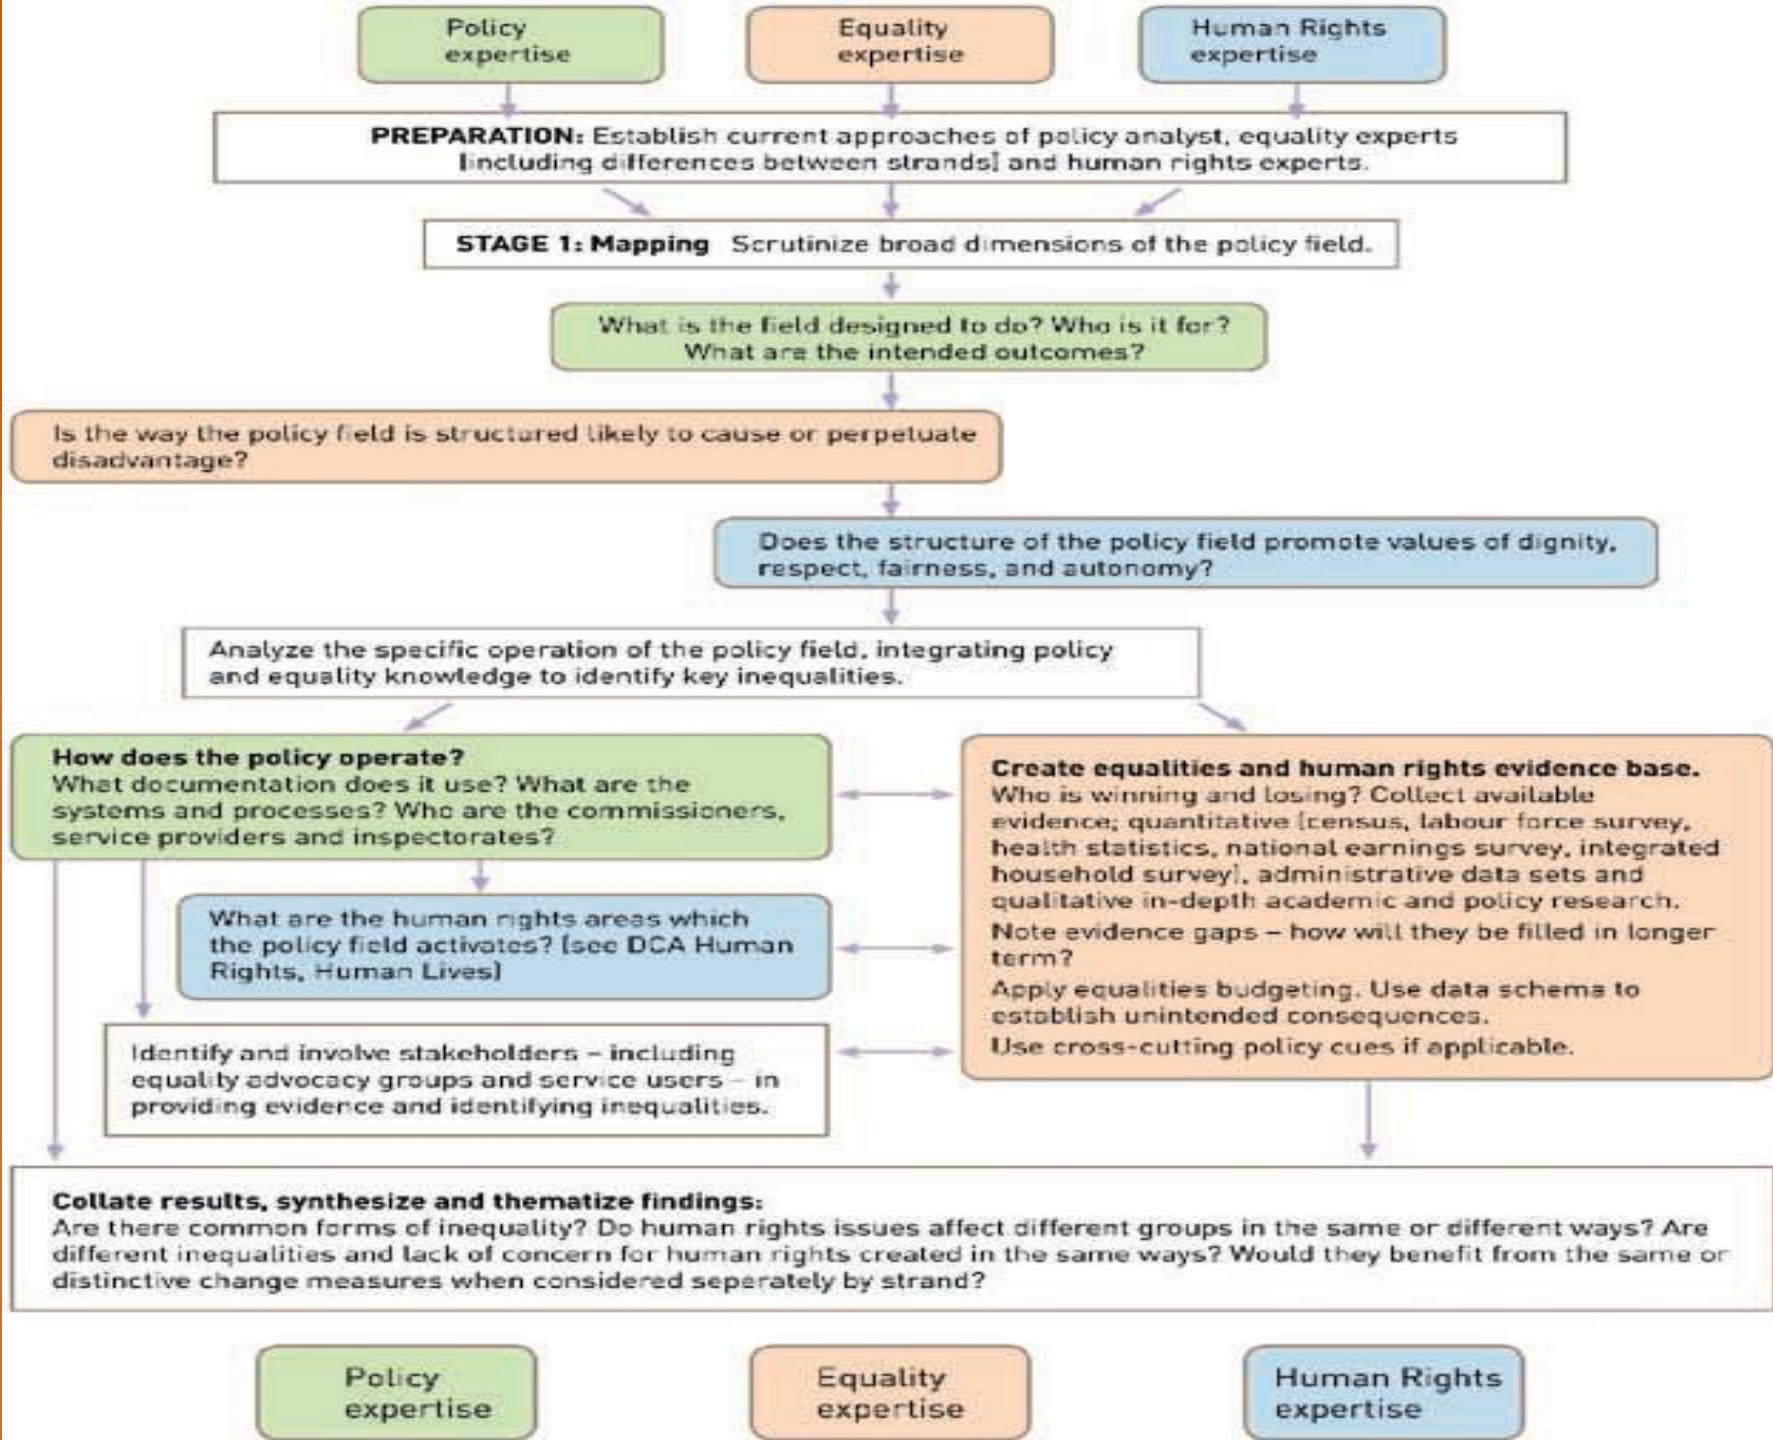 Policy
expertise
Equality
expertise
Human Rights
expertise
PREPARATION: Establish current approaches of policy analyst, equality experts
[including differences between strands] and human rights experts.
STAGE 1: Mapping Scrutinize broad dimensions of the policy field.
What is the field designed to do? Who is it for?
What are the intended outcomes?
Is the way the policy field is structured likely to cause or perpetuate
disadvantage?
Does the structure of the policy field promote values of dignity,
respect, fairness, and autonomy?
Analyze the specific operation of the policy field, integrating policy
and equality knowledge to identify key inequalities.
How does the policy operate?
What documentation does it use? What are the
systems and processes? Who are the commissioners,
service providers and inspectorates?
Create equalities and human rights evidence base.
Who is winning and losing? Collect available
evidence; quantitative [census, labour force survey,
health statistics, national earnings survey, integrated
household survey], administrative data sets and
qualitative in-depth academic and policy research.
Note evidence gaps – how will they be filled in longer
term?
Apply equalities budgeting. Use data schema to
establish unintended consequences.
Use cross-cutting policy cues if applicable.
What are the human rights areas which
the policy field activates? [see DCA Human
Rights, Human Lives]
Identify and involve stakeholders – including
equality advocacy groups and service users – in
providing evidence and identifying inequalities.
Collate results, synthesize and thematize findings:
Are there common forms of inequality? Do human rights issues affect different groups in the same or different ways? Are
different inequalities and lack of concern for human rights created in the same ways? Would they benefit from the same or
distinctive change measures when considered seperately by strand?
Policy
expertise
Equality
expertise
Human Rights
expertise